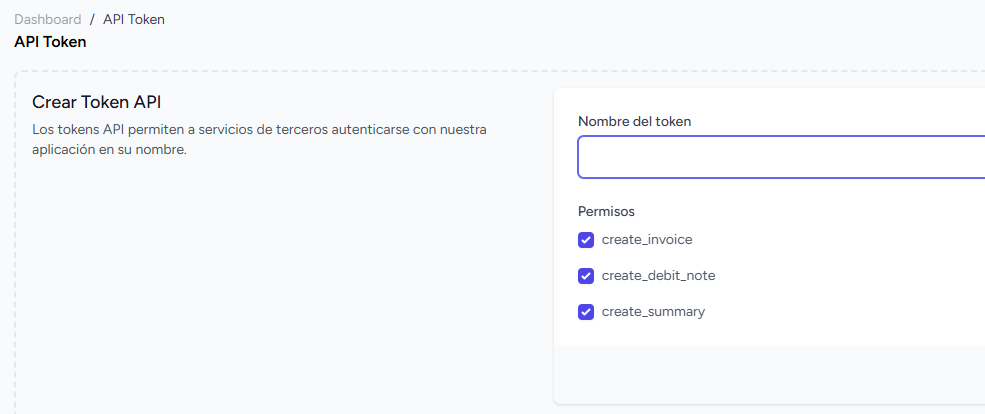 Dashboard / API Token
API Token
Crear Token API
Los tokens API permiten a servicios de terceros autenticarse con nuestra
aplicación en su nombre.
Nombre del token
Permisos
create_invoice
create_debit_note
create_summary